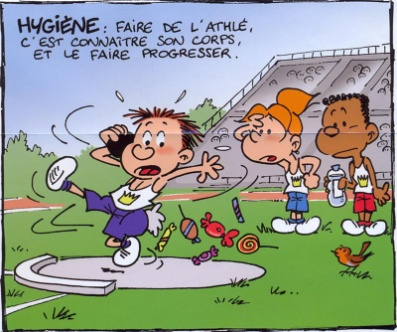 HYGIÈNE : FAIRE DE L'ATHLÉ,
C'EST CONNAÎTRE SON CORPS,
ET LE FAIRE PROGRESSER.